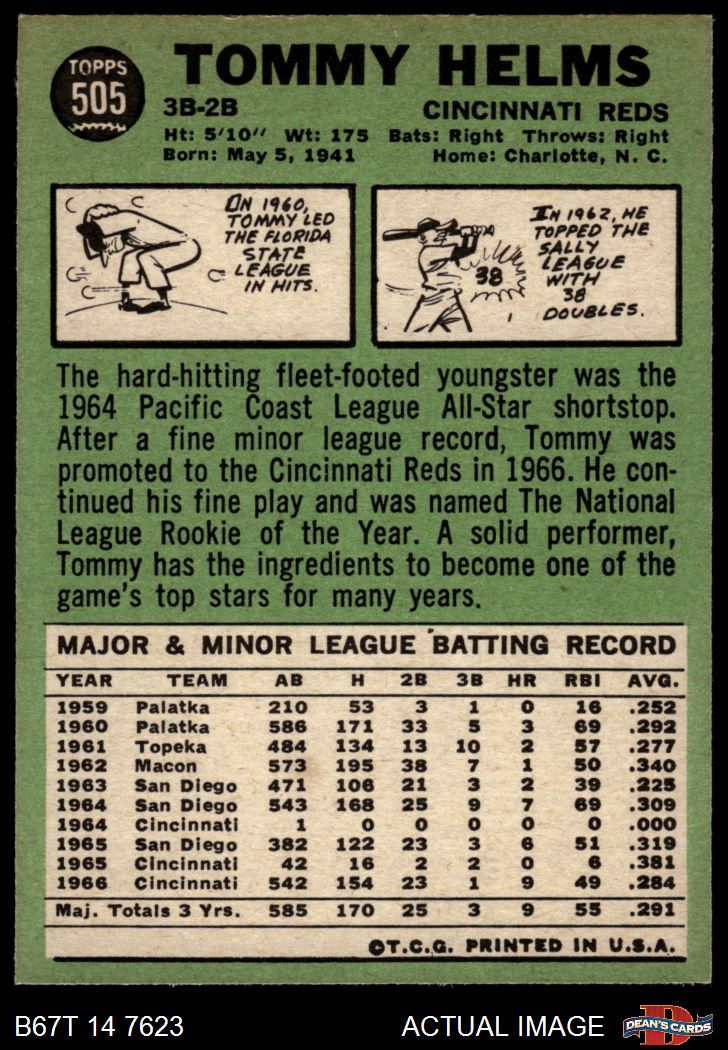 TOPPS
505
TOMMY HELMS
3B-2B CINCINNATI REDS
Ht: 5'10" Wt: 175 Bats: Right Throws: Right
Born: May 5, 1941 Home: Charlotte, N. C.
ON 1960,
TOMMY LED
THE FLORIDA
STATE
LEAGUE
IN HITS.
38
IN 1962, HE
TOPPED THE
SALLY
LEAGUE
WITH
38
DOUBLES.
The hard-hitting fleet-footed youngster was the
1964 Pacific Coast League All-Star shortstop.
After a fine minor league record, Tommy was
promoted to the Cincinnati Reds in 1966. He con-
tinued his fine play and was named The National
League Rookie of the Year. A solid performer,
Tommy has the ingredients to become one of the
game's top stars for many years.
MAJOR & MINOR LEAGUE BATTING RECORD
YEAR TEAM AB H 2B 3B HR RBI AVG.
1959 Palatka 210 53 3 1 0 16 .252
1960 Palatka 586 171 33 5 3 69 .292
1961 Topeka 484 134 13 10 2 57 .277
1962 Macon 573 195 38 7 1 50 .340
1963 San Diego 471 106 21 3 2 39 .225
1964 San Diego 543 168 25 9 7 69 .309
1964 Cincinnati 1 0 0 0 0 0 .000
1965 San Diego 382 122 23 3 6 51 .319
1965 Cincinnati 42 16 2 2 0 6 .381
1966 Cincinnati 542 154 23 1 9 49 .284
Maj. Totals 3 Yrs. 585 170 25 3 9 55 .291
©T.C.G. PRINTED IN U.S.A.
B67T 14 7623 ACTUAL IMAGE
D
DEAN'S CARDS